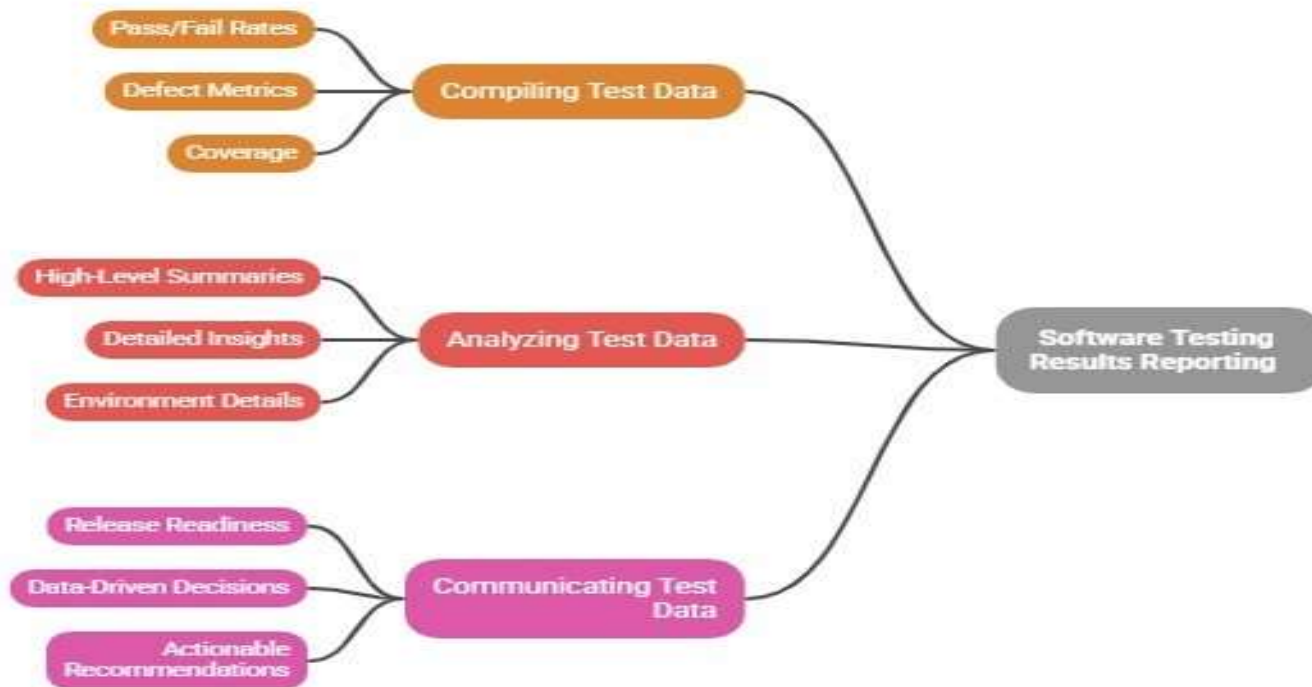 Pass/Fail Rates
Defect Metrics
Coverage
Compiling Test Data
High-Level Summaries
Detailed Insights
Environment Details
Analyzing Test Data
Release Readiness
Data-Driven Decisions
Actionable
Recommendations
Communicating Test
Data
Software Testing
Results Reporting